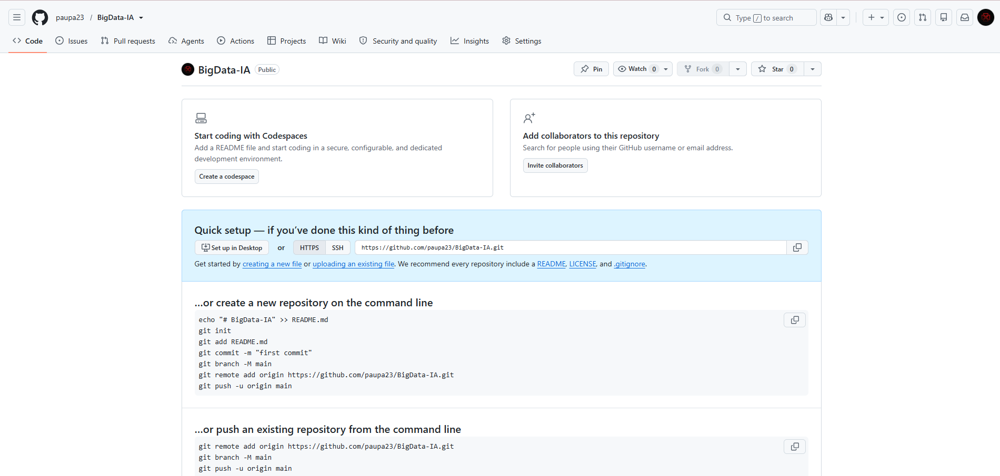 paupa23 / BigData-IA
Type / to search
Code Issues Pull requests Agents Actions Projects Wiki Security and quality Insights Settings
BigData-IA Public
Pin Watch 0 Fork 0 Star 0
Start coding with Codespaces
Add a README file and start coding in a secure, configurable, and dedicated
development environment.
Create a codespace
Add collaborators to this repository
Search for people using their GitHub username or email address.
Invite collaborators
Quick setup — if you’ve done this kind of thing before
Set up in Desktop or HTTPS SSH https://github.com/paupa23/BigData-IA.git
Get started by creating a new file or uploading an existing file. We recommend every repository include a README, LICENSE, and .gitignore.
…or create a new repository on the command line
echo "# BigData-IA" >> README.md
git init
git add README.md
git commit -m "first commit"
git branch -M main
git remote add origin https://github.com/paupa23/BigData-IA.git
git push -u origin main
…or push an existing repository from the command line
git remote add origin https://github.com/paupa23/BigData-IA.git
git branch -M main
git push -u origin main